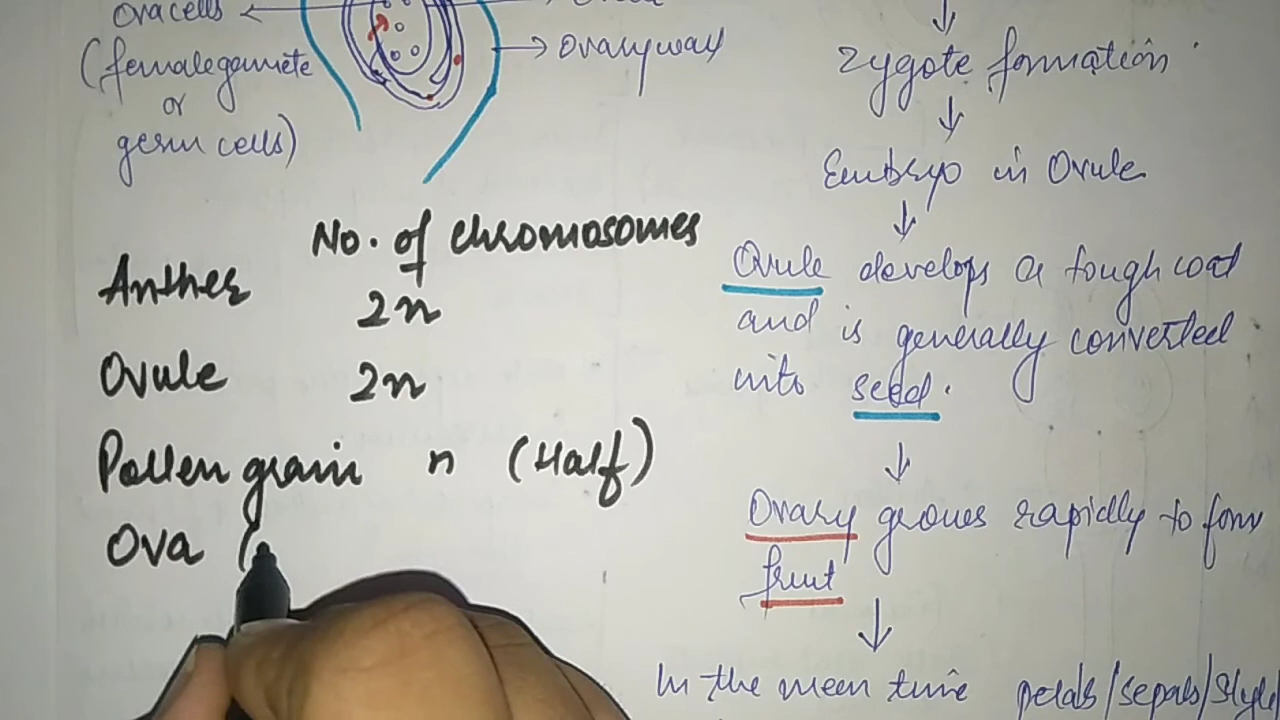 Ova cells
(female gamete
or
germ cells)
Ovary way
No. of chromosomes
Anther 2n
Ovule 2n
Pollen grain n (Half)
Ova (
Zygote formation
Embryo in Ovule
Ovule develops a tough coat
and is generally converted
into seed.
Ovary grows rapidly to form
fruit
In the mean time petals/sepals/style